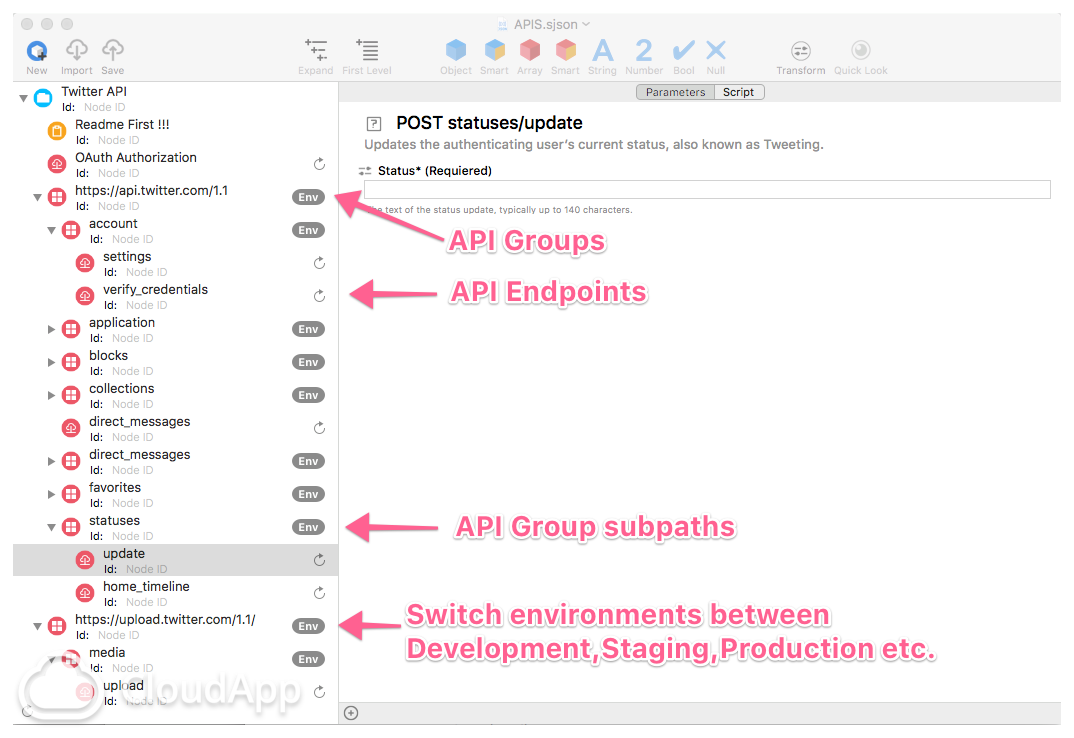 APIS.sjson
New Import Save Expand First Level Object Smart Array Smart String Number Bool Null Transform Quick Look
Twitter API
Id: Node ID
Readme First !!!
Id: Node ID
OAuth Authorization
Id: Node ID
https://api.twitter.com/1.1
Env
Id: Node ID
account
Env
Id: Node ID
settings
Id: Node ID
verify_credentials
Id: Node ID
application
Env
Id: Node ID
blocks
Env
Id: Node ID
collections
Env
Id: Node ID
direct_messages
Id: Node ID
direct_messages
Env
Id: Node ID
favorites
Env
Id: Node ID
statuses
Env
Id: Node ID
update
Id: Node ID
home_timeline
Id: Node ID
https://upload.twitter.com/1.1/
Env
Id: Node ID
media
Env
Id: Node ID
upload
Id: Node ID
CloudApp
Parameters Script
? POST statuses/update
Updates the authenticating user's current status, also known as Tweeting.
Status* (Requiered)
The text of the status update, typically up to 140 characters.
API Groups
API Endpoints
API Group subpaths
Switch environments between
Development,Staging,Production etc.